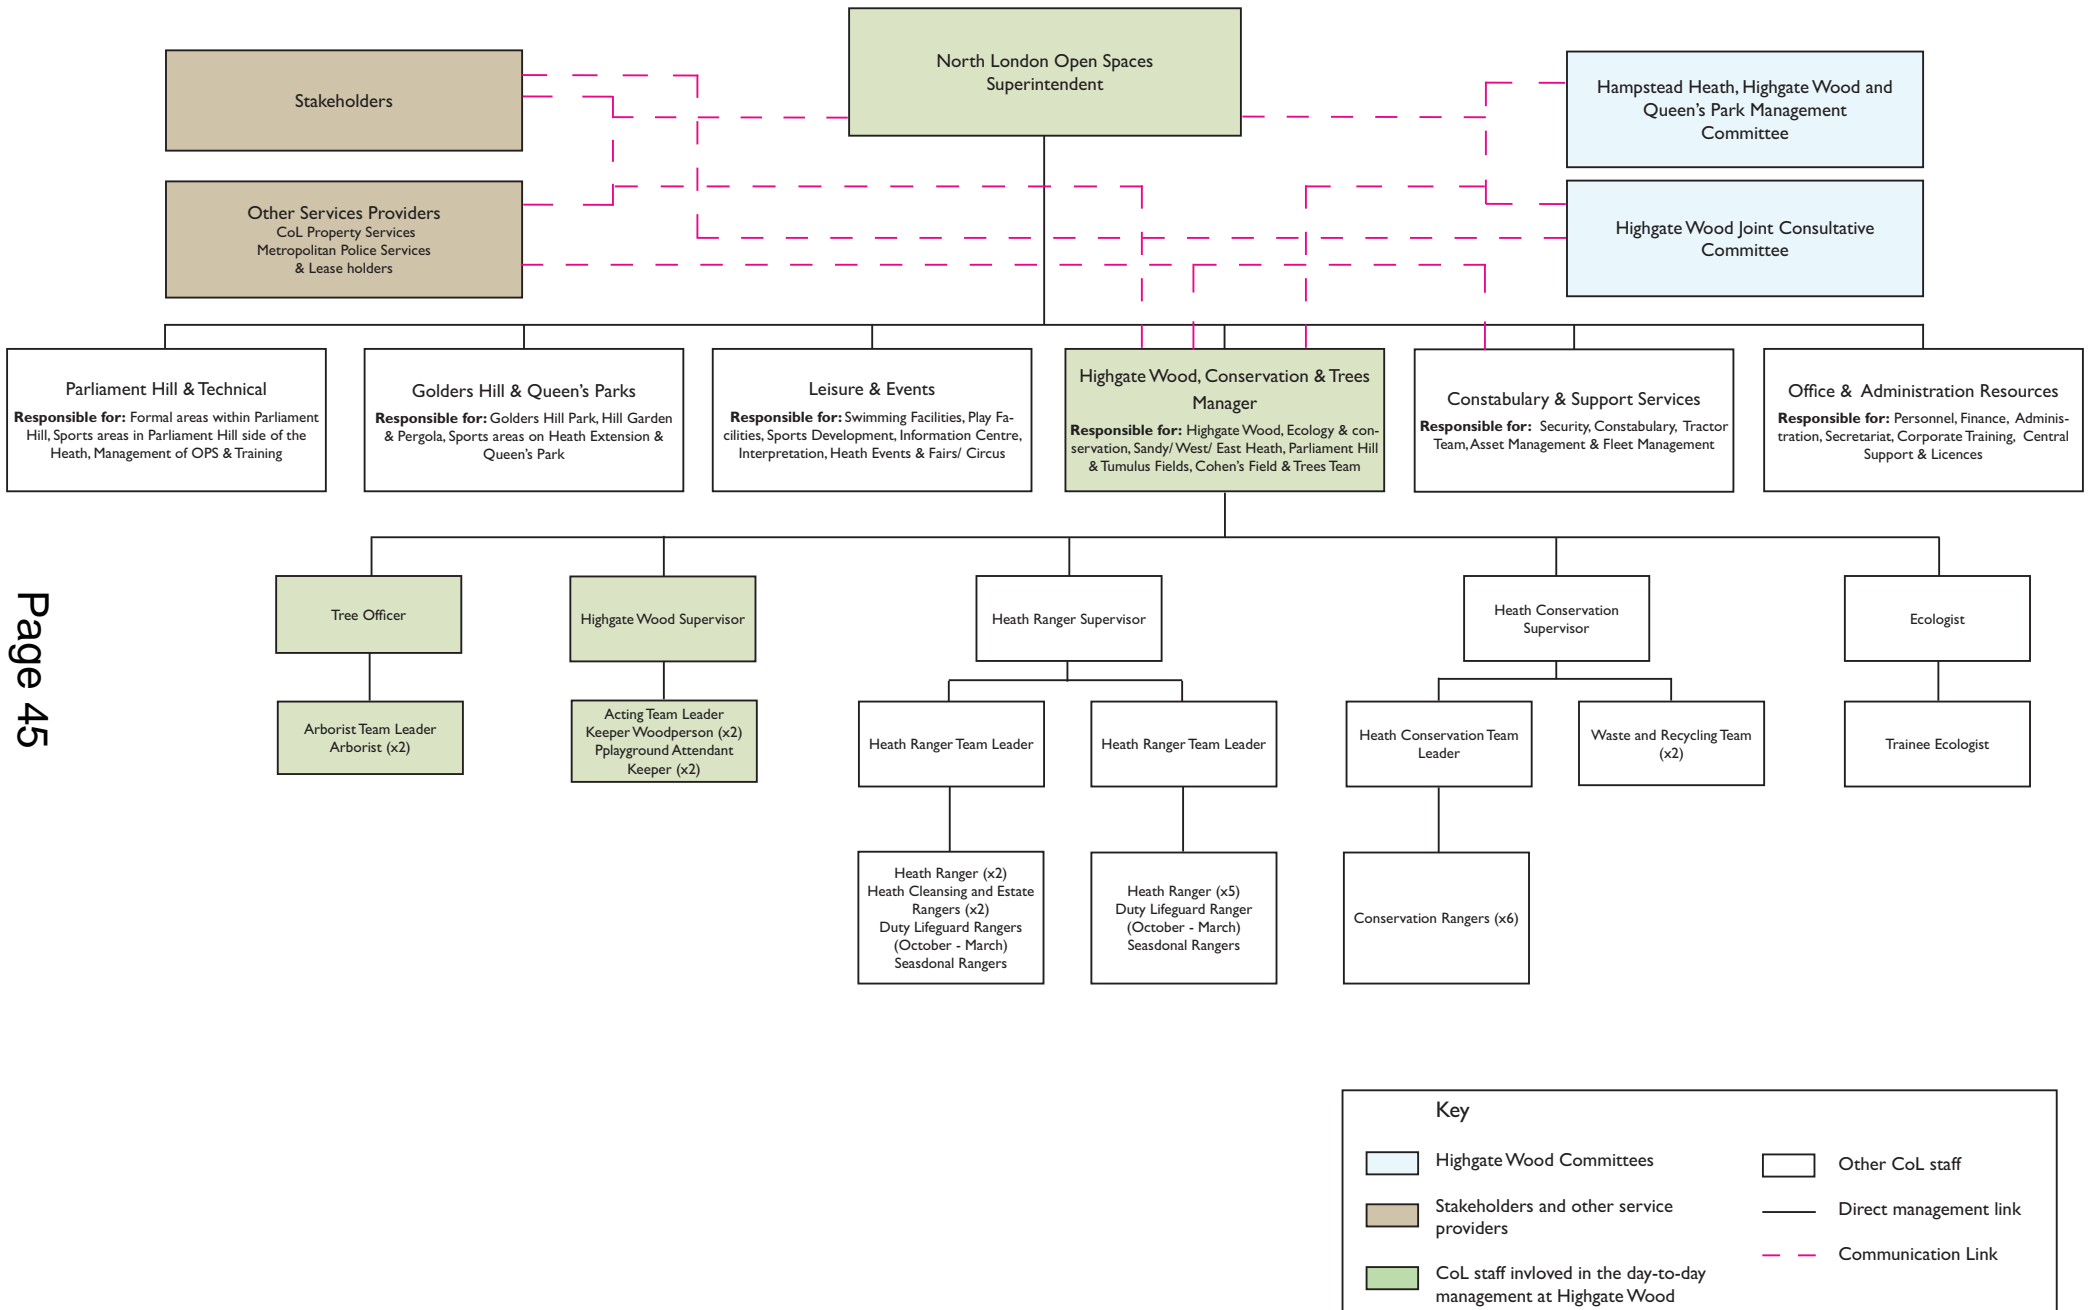 North London Open Spaces
Superintendent
Stakeholders
Hampstead Heath, Highgate Wood and
Queen's Park Management
Committee
Other Services Providers
CoL Property Services
Metropolitan Police Services
& Lease holders
Highgate Wood Joint Consultative
Committee
Parliament Hill & Technical
Responsible for: Formal areas within Parliament
Hill, Sports areas in Parliament Hill side of the
Heath, Management of OPS & Training
Golders Hill & Queen's Parks
Responsible for: Golders Hill Park, Hill Garden
& Pergola, Sports areas on Heath Extension &
Queen's Park
Leisure & Events
Responsible for: Swimming Facilities, Play Fa-
cilities, Sports Development, Information Centre,
Interpretation, Heath Events & Fairs/ Circus
Highgate Wood, Conservation & Trees
Manager
Responsible for: Highgate Wood, Ecology & con-
servation, Sandy/ West/ East Heath, Parliament Hill
& Tumulus Fields, Cohen's Field & Trees Team
Constabulary & Support Services
Responsible for: Security, Constabulary, Tractor
Team, Asset Management & Fleet Management
Office & Administration Resources
Responsible for: Personnel, Finance, Adminis-
tration, Secretariat, Corporate Training, Central
Support & Licences
Tree Officer
Highgate Wood Supervisor
Heath Ranger Supervisor
Heath Conservation
Supervisor
Ecologist
Arborist Team Leader
Arborist (x2)
Acting Team Leader
Keeper Woodperson (x2)
Pplayground Attendant
Keeper (x2)
Heath Ranger Team Leader
Heath Ranger Team Leader
Heath Conservation Team
Leader
Waste and Recycling Team
(x2)
Trainee Ecologist
Heath Ranger (x2)
Heath Cleansing and Estate
Rangers (x2)
Duty Lifeguard Rangers
(October - March)
Seasdonal Rangers
Heath Ranger (x5)
Duty Lifeguard Ranger
(October - March)
Seasdonal Rangers
Conservation Rangers (x6)
Page 45
Key
Highgate Wood Committees
Stakeholders and other service
providers
CoL staff invloved in the day-to-day
management at Highgate Wood
Other CoL staff
Direct management link
Communication Link